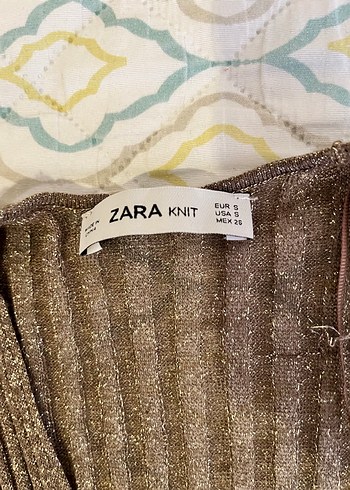 ZARA KNIT
EUR S
USA S
MEX 26